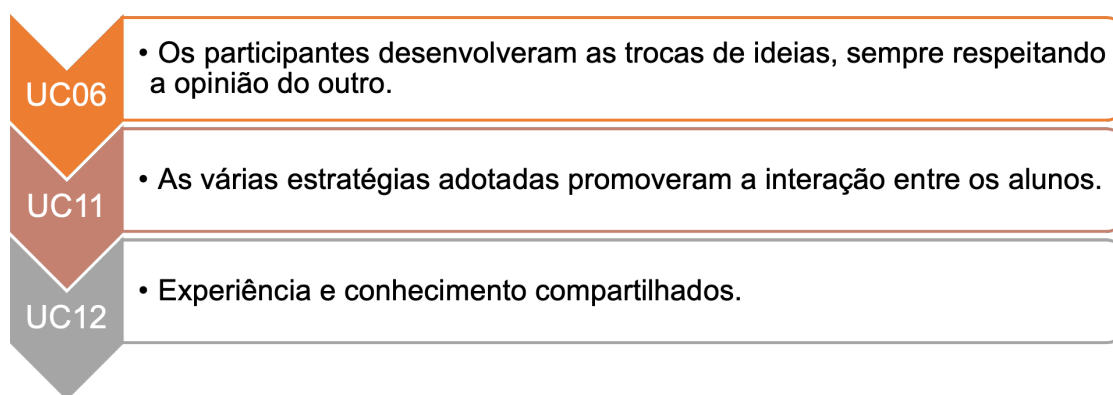 UC06
• Os participantes desenvolveram as trocas de ideias, sempre respeitando
a opinião do outro.
UC11
• As várias estratégias adotadas promoveram a interação entre os alunos.
UC12
• Experiência e conhecimento compartilhados.